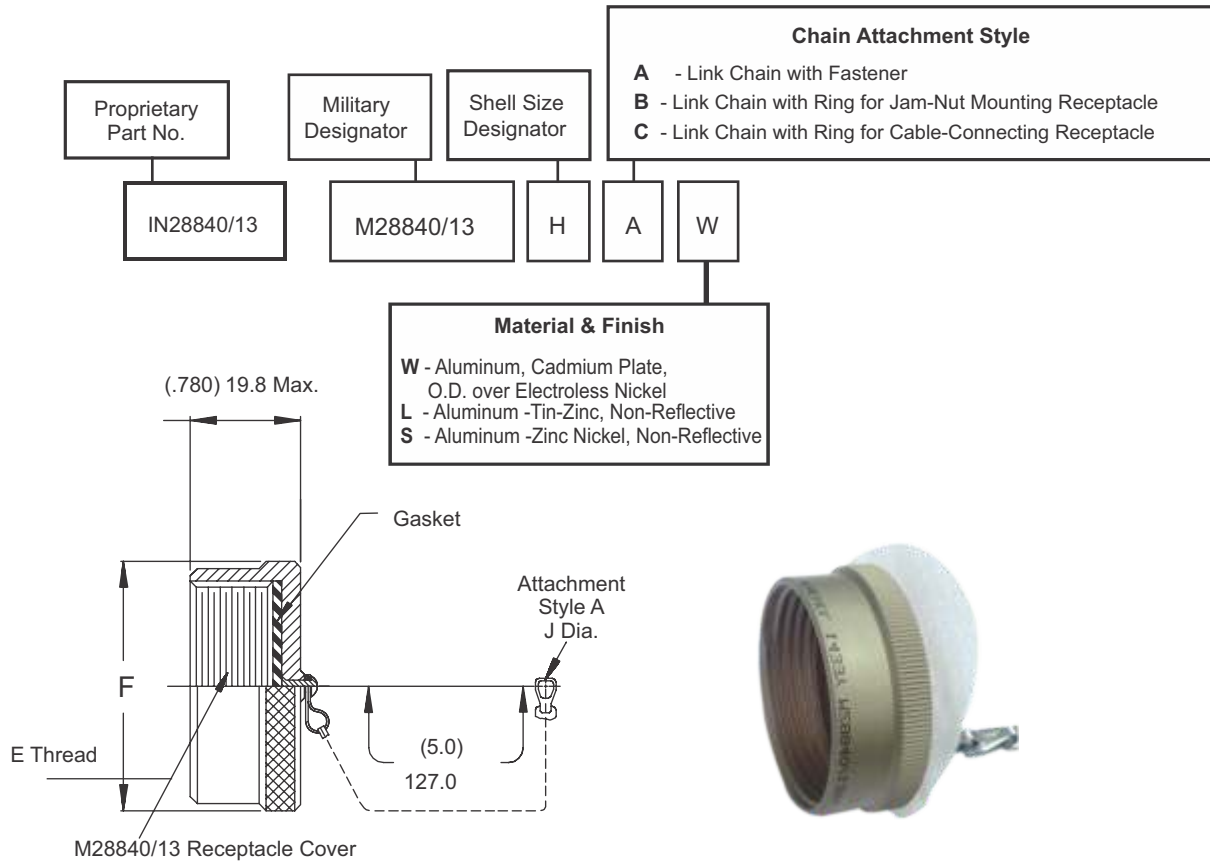 Chain Attachment Style
A - Link Chain with Fastener
B - Link Chain with Ring for Jam-Nut Mounting Receptacle
C - Link Chain with Ring for Cable-Connecting Receptacle
Proprietary
Part No.
Military
Designator
Shell Size
Designator
IN28840/13
M28840/13
H
A
W
Material & Finish
W - Aluminum, Cadmium Plate,
O.D. over Electroless Nickel
L - Aluminum -Tin-Zinc, Non-Reflective
S - Aluminum -Zinc Nickel, Non-Reflective
(.780) 19.8 Max.
Gasket
Attachment
Style A
J Dia.
F
(5.0)
127.0
E Thread
M28840/13 Receptacle Cover